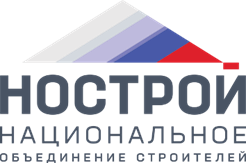 НОСТРОЙ
НАЦИОНАЛЬНОЕ
ОБЪЕДИНЕНИЕ СТРОИТЕЛЕЙ